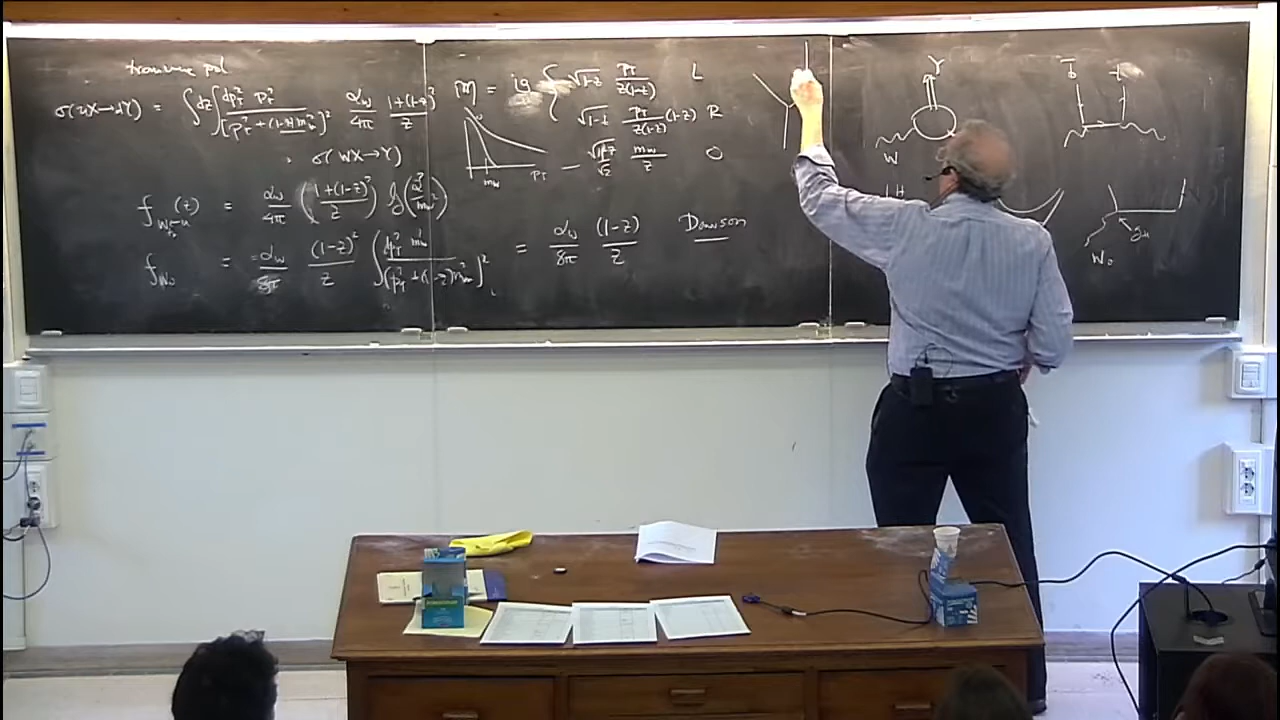 transverse pol
σ(uX→dY) = ∫dz ∫ dp_T² p_T² / [p_T² + (1-z)m_w²]² α_w/4π (1+(1-z)²)/z
· σ(WX→Y)
f_{W_T←u}(z) = α_w/4π ((1+(1-z)²)/z) log(Q²/m_w²)
f_{W_0} = α_w/8π (1-z)²/z ∫ dp_T² m_w² / [p_T² + (1-z)m_w²]²
= α_w/8π (1-z)/z Dawson
iM = ig { √(1-z) p_T/(z(1-z)) L
√(1-z) p_T/(z(1-z)) (1-z) R
− √(1-z)/√2 m_w/z 0
m_w p_T
Y
W
b̄ t
W_0